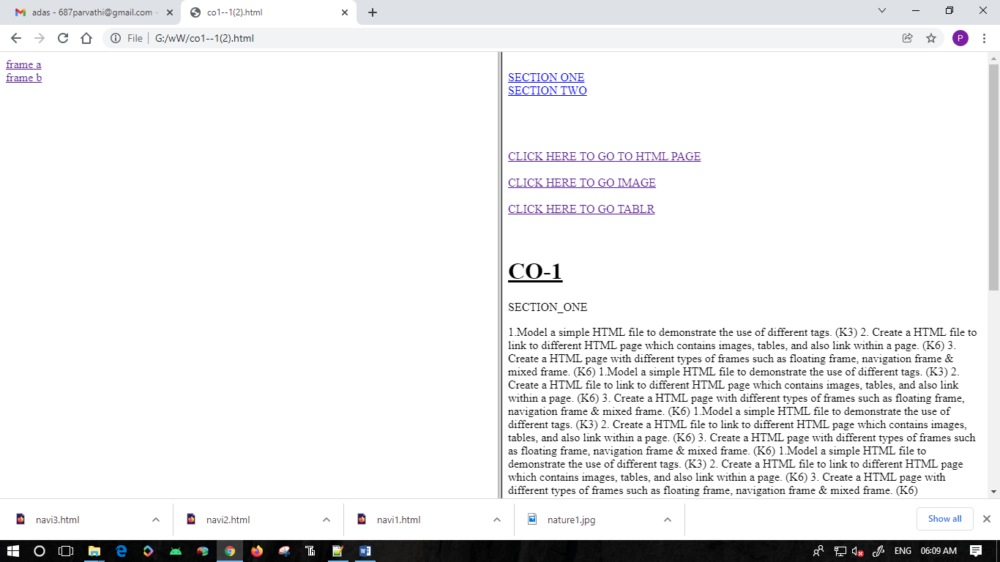 adas - 687parvathi@gmail.com -
co1--1(2).html
File
G:/wW/co1--1(2).html
P
frame a
frame b
SECTION ONE
SECTION TWO
CLICK HERE TO GO TO HTML PAGE
CLICK HERE TO GO IMAGE
CLICK HERE TO GO TABLR
CO-1
SECTION_ONE
1.Model a simple HTML file to demonstrate the use of different tags. (K3) 2. Create a HTML file to
link to different HTML page which contains images, tables, and also link within a page. (K6) 3.
Create a HTML page with different types of frames such as floating frame, navigation frame &
mixed frame. (K6) 1.Model a simple HTML file to demonstrate the use of different tags. (K3) 2.
Create a HTML file to link to different HTML page which contains images, tables, and also link
within a page. (K6) 3. Create a HTML page with different types of frames such as floating frame,
navigation frame & mixed frame. (K6) 1.Model a simple HTML file to demonstrate the use of
different tags. (K3) 2. Create a HTML file to link to different HTML page which contains images,
tables, and also link within a page. (K6) 3. Create a HTML page with different types of frames such
as floating frame, navigation frame & mixed frame. (K6) 1.Model a simple HTML file to
demonstrate the use of different tags. (K3) 2. Create a HTML file to link to different HTML page
which contains images, tables, and also link within a page. (K6) 3. Create a HTML page with
different types of frames such as floating frame, navigation frame & mixed frame. (K6)
navi3.html
navi2.html
navi1.html
nature1.jpg
Show all
ENG
06:09 AM